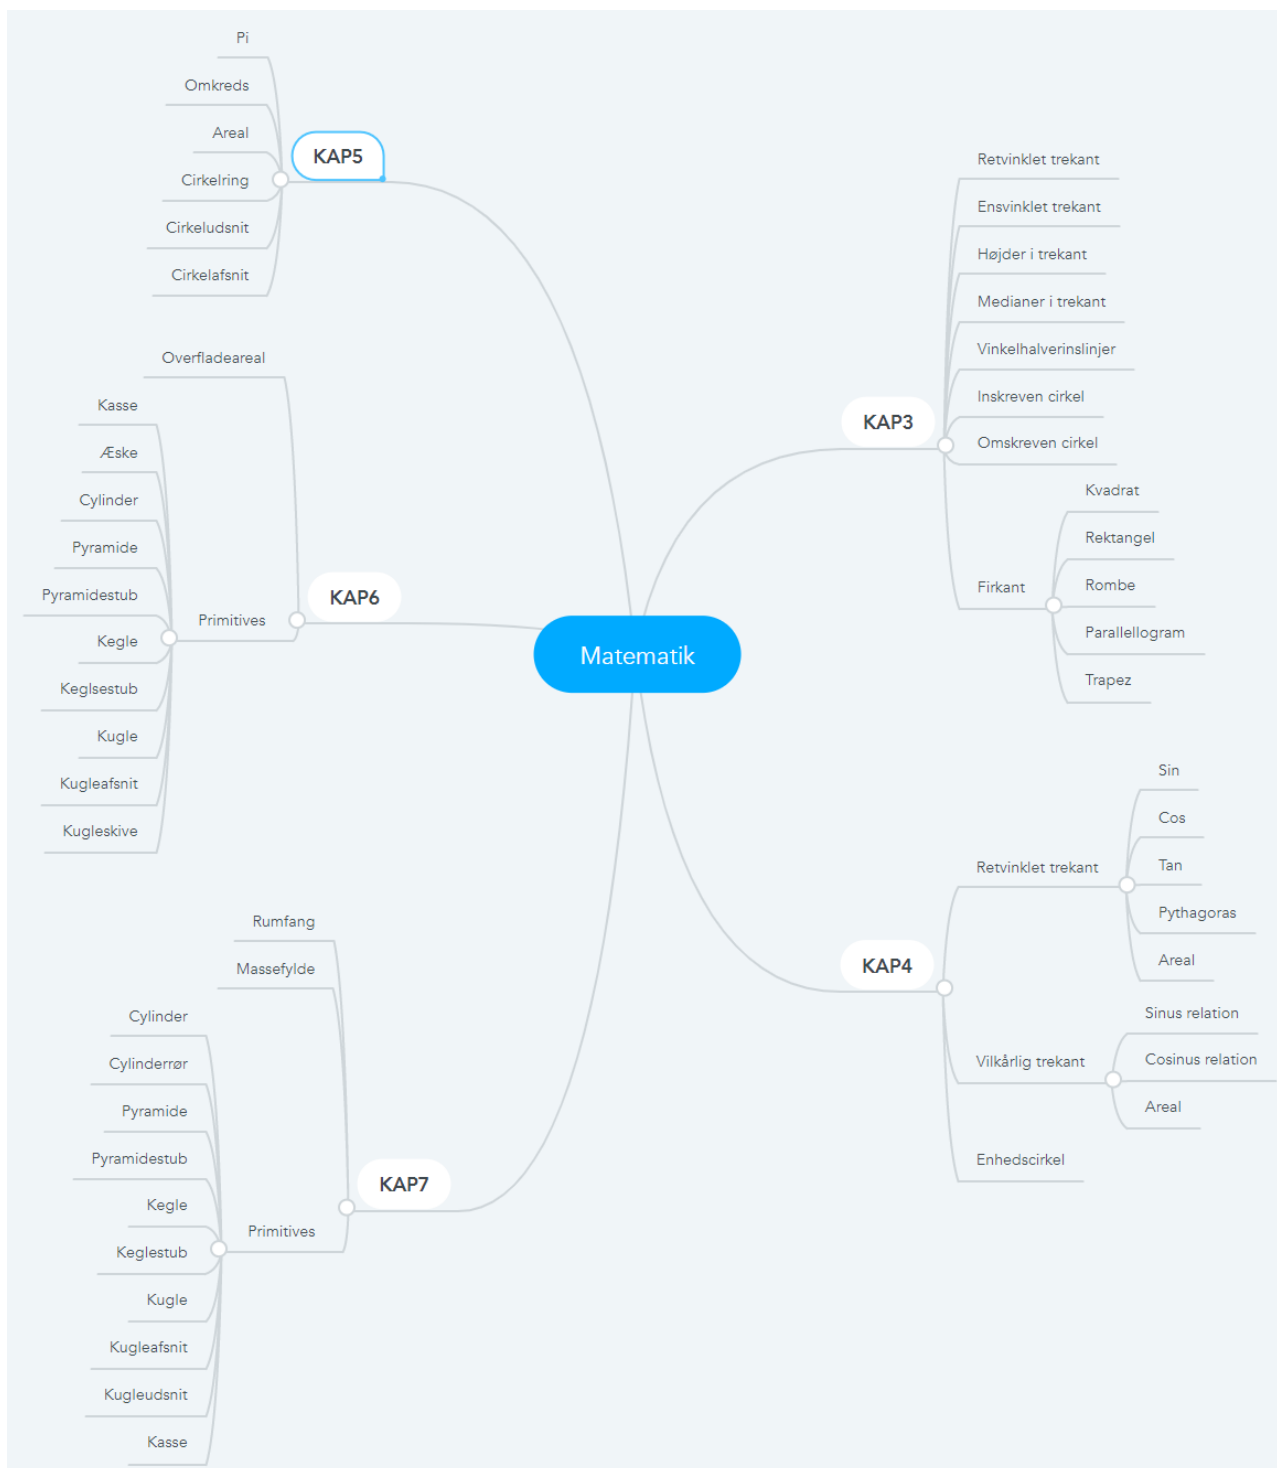 Matematik
KAP5
Pi
Omkreds
Areal
Cirkelring
Cirkeludsnit
Cirkelafsnit
KAP6
Overfladeareal
Primitives
Kasse
Æske
Cylinder
Pyramide
Pyramidestub
Kegle
Keglsestub
Kugle
Kugleafsnit
Kugleskive
KAP7
Rumfang
Massefylde
Primitives
Cylinder
Cylinderrør
Pyramide
Pyramidestub
Kegle
Keglestub
Kugle
Kugleafsnit
Kugleudsnit
Kasse
KAP3
Retvinklet trekant
Ensvinklet trekant
Højder i trekant
Medianer i trekant
Vinkelhalverinslinjer
Inskreven cirkel
Omskreven cirkel
Firkant
Kvadrat
Rektangel
Rombe
Parallellogram
Trapez
KAP4
Retvinklet trekant
Sin
Cos
Tan
Pythagoras
Areal
Vilkårlig trekant
Sinus relation
Cosinus relation
Areal
Enhedscirkel